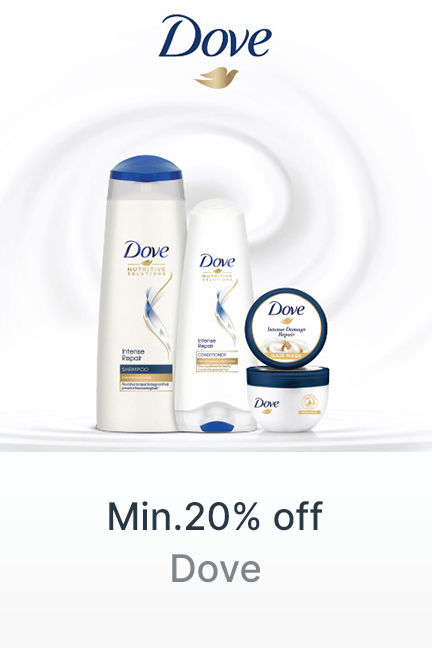 Dove
Dove
NUTRITIVE
SOLUTIONS
Intense
Repair
SHAMPOO
Dove
NUTRITIVE
SOLUTIONS
Intense
Repair
CONDITIONER
Dove
Intense Damage
Repair
HAIR MASK
Dove
Min.20% off
Dove